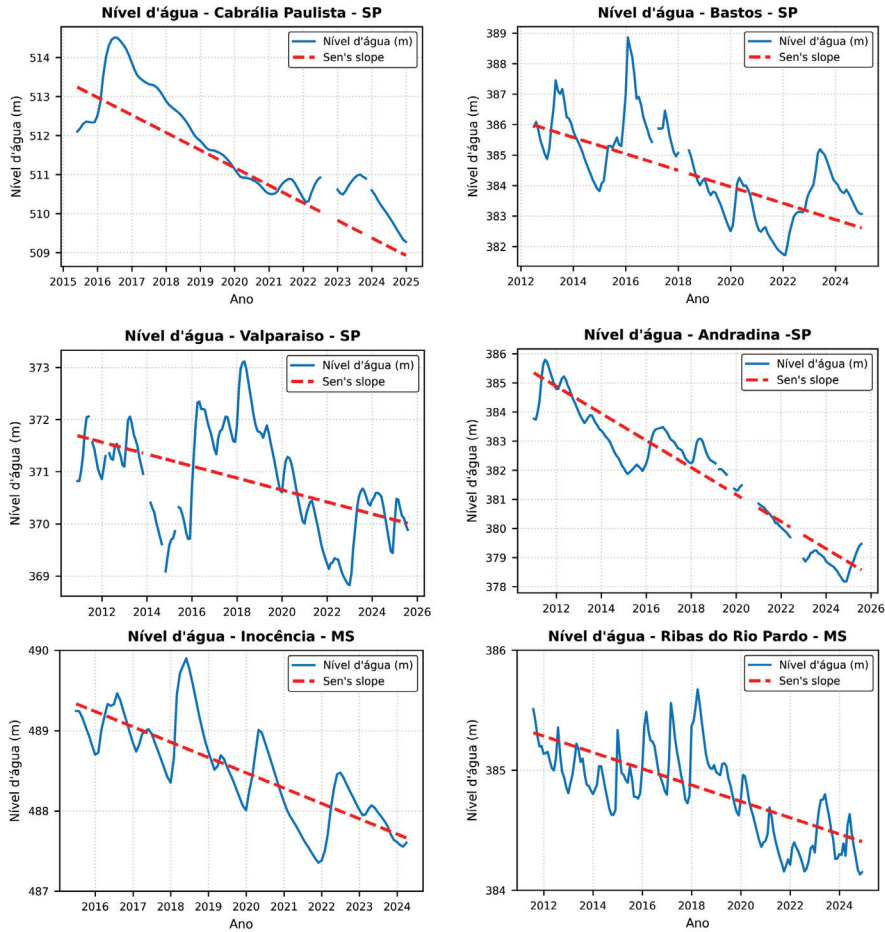 Nível d'água - Cabrália Paulista - SP
Nível d'água (m)
514
513
512
511
510
509
Nível d'água (m)
Sen's slope
2015 2016 2017 2018 2019 2020 2021 2022 2023 2024 2025
Ano
Nível d'água - Bastos - SP
Nível d'água (m)
389
388
387
386
385
384
383
382
Nível d'água (m)
Sen's slope
2012 2014 2016 2018 2020 2022 2024
Ano
Nível d'água - Valparaiso - SP
Nível d'água (m)
373
372
371
370
369
Nível d'água (m)
Sen's slope
2012 2014 2016 2018 2020 2022 2024 2026
Ano
Nível d'água - Andradina -SP
Nível d'água (m)
386
385
384
383
382
381
380
379
378
Nível d'água (m)
Sen's slope
2012 2014 2016 2018 2020 2022 2024 2026
Ano
Nível d'água - Inocência - MS
Nível d'água (m)
490
489
488
487
Nível d'água (m)
Sen's slope
2016 2017 2018 2019 2020 2021 2022 2023 2024
Ano
Nível d'água - Ribas do Rio Pardo - MS
Nível d'água (m)
386
385
384
Nível d'água (m)
Sen's slope
2012 2014 2016 2018 2020 2022 2024
Ano